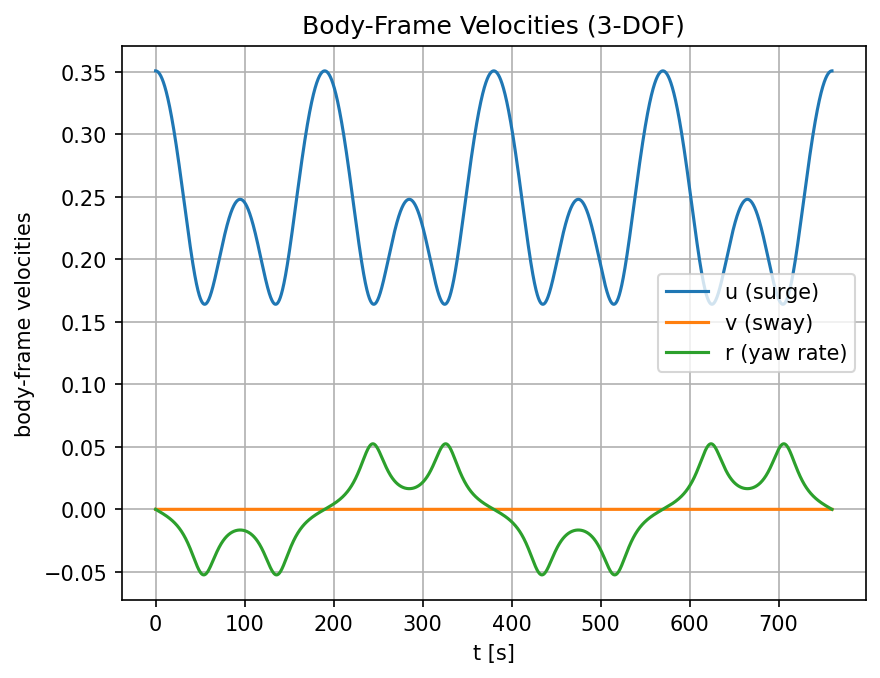 Body-Frame Velocities (3-DOF)
body-frame velocities
0.35
0.30
0.25
0.20
0.15
0.10
0.05
0.00
−0.05
u (surge)
v (sway)
r (yaw rate)
0 100 200 300 400 500 600 700
t [s]